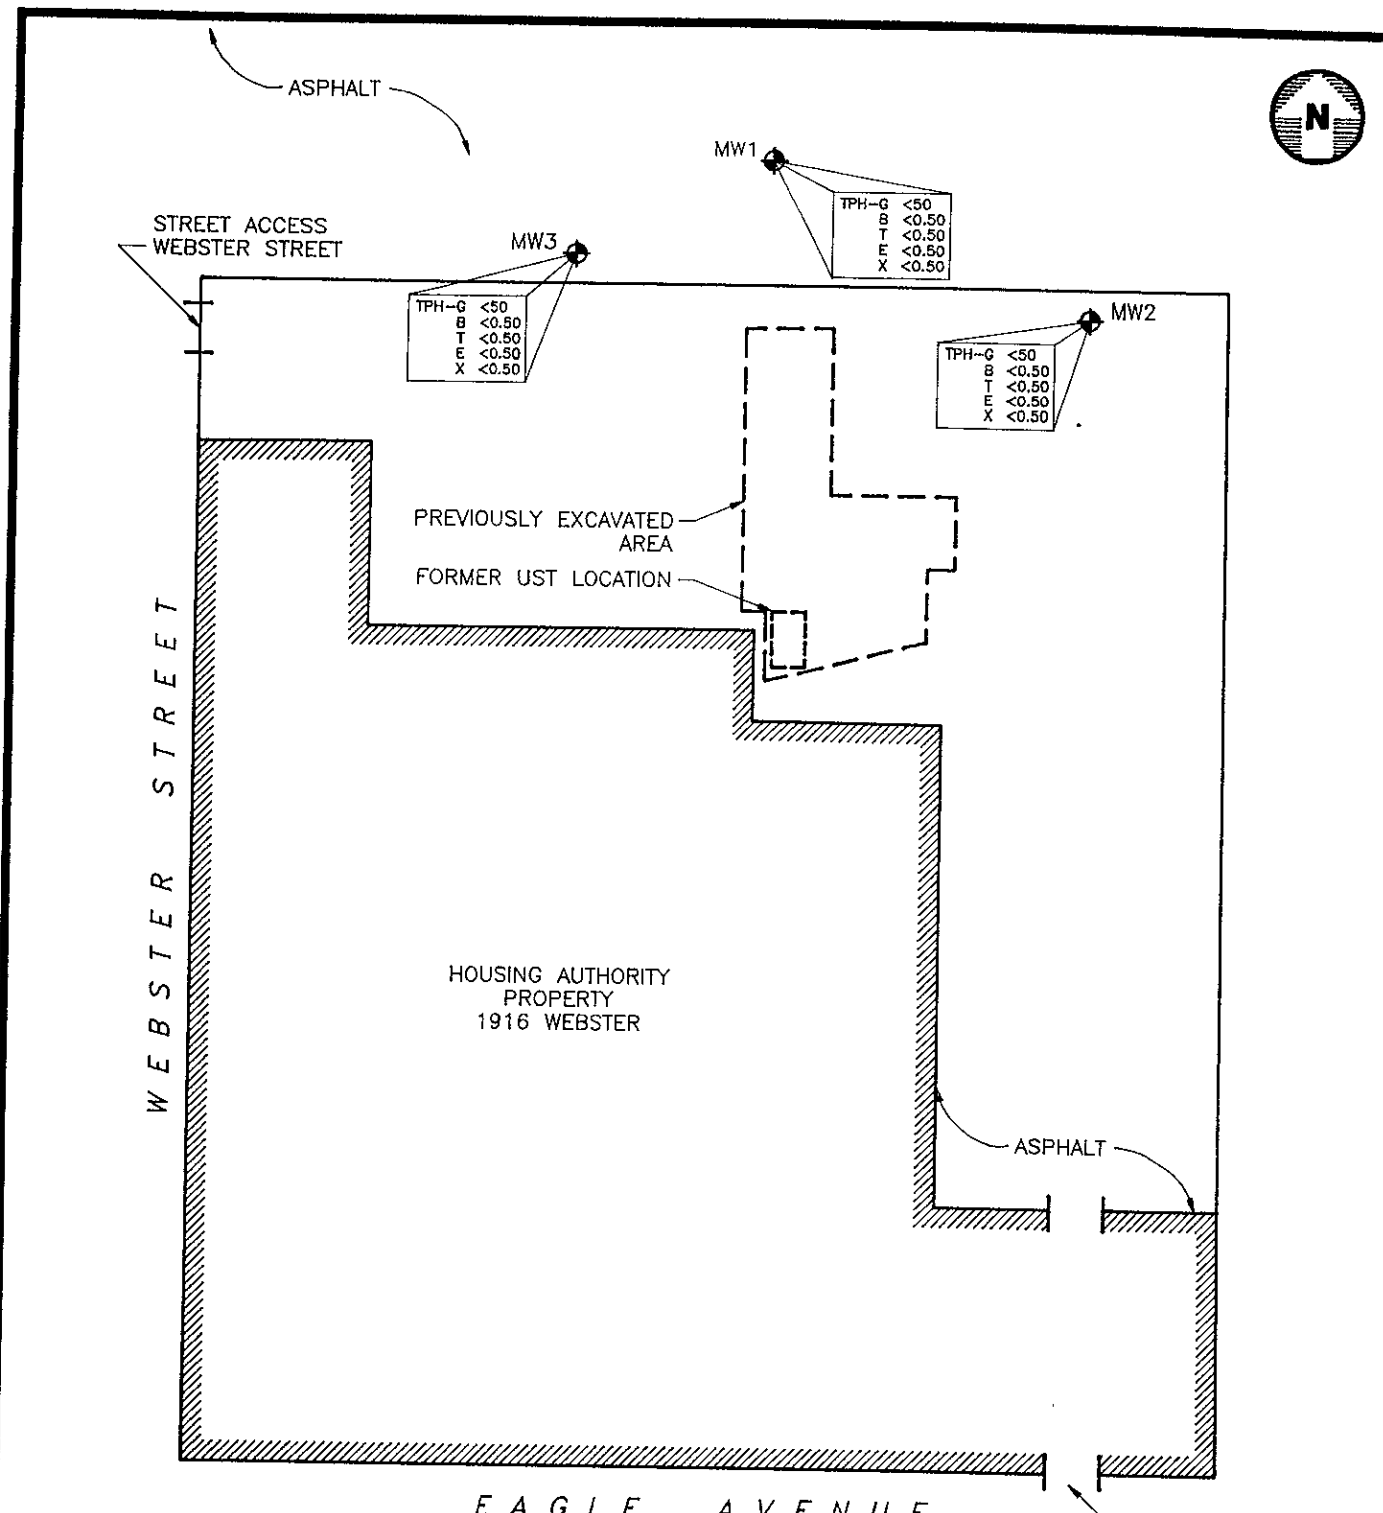 ASPHALT
N
MW1
TPH-G <50
B <0.50
T <0.50
E <0.50
X <0.50
STREET ACCESS
WEBSTER STREET
MW3
TPH-G <50
B <0.50
T <0.50
E <0.50
X <0.50
MW2
TPH-G <50
B <0.50
T <0.50
E <0.50
X <0.50
PREVIOUSLY EXCAVATED
AREA
FORMER UST LOCATION
WEBSTER STREET
HOUSING AUTHORITY
PROPERTY
1916 WEBSTER
ASPHALT
EAGLE AVENUE